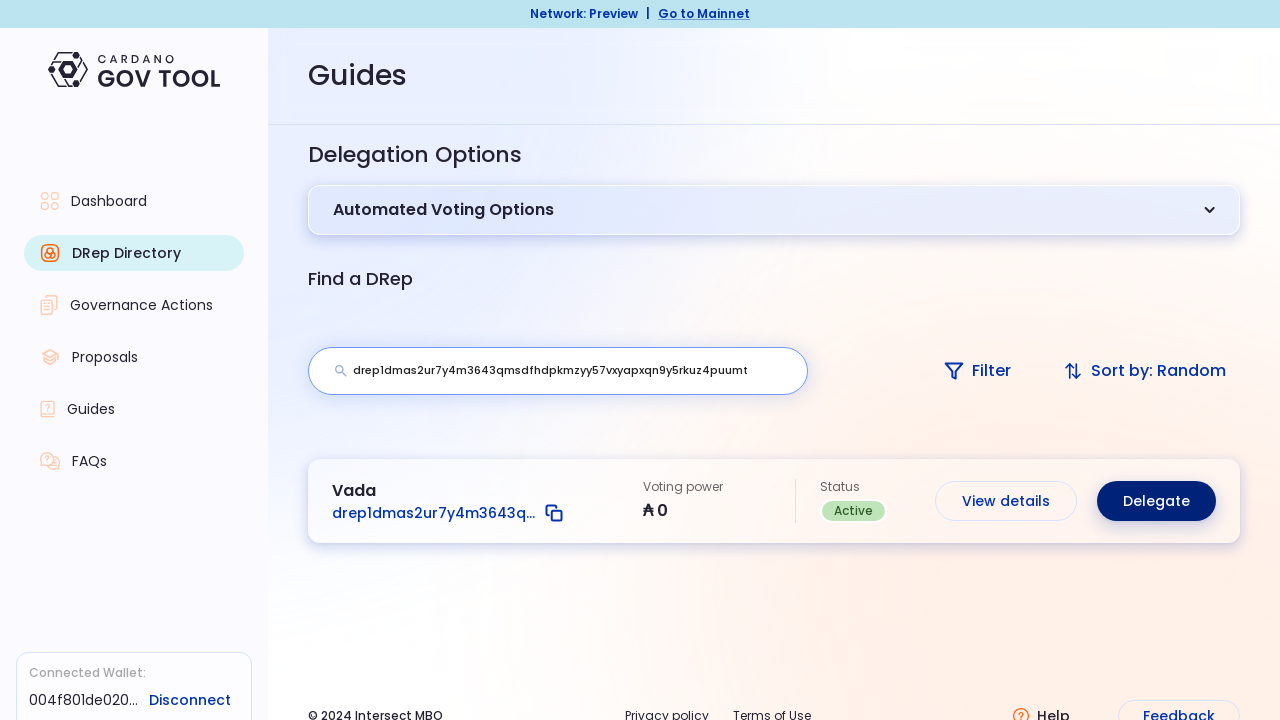 Network: Preview | Go to Mainnet
CARDANO
GOV TOOL
Dashboard
DRep Directory
Governance Actions
Proposals
Guides
FAQs
Connected Wallet:
004f801de020... Disconnect
Guides
Delegation Options
Automated Voting Options
Find a DRep
drep1dmas2ur7y4m3643qmsdfhdpkmzyy57vxyapxqn9y5rkuz4puumt
Filter
Sort by: Random
Vada
drep1dmas2ur7y4m3643q...
Voting power
₳ 0
Status
Active
View details
Delegate
© 2024 Intersect MBO
Privacy policy
Terms of Use
Help
Feedback